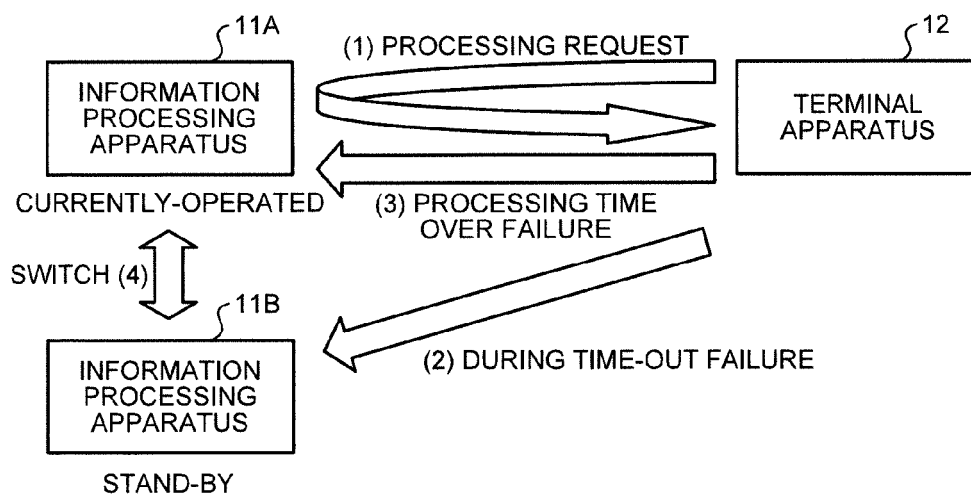 11A
(1) PROCESSING REQUEST
12
INFORMATION
PROCESSING
APPARATUS
TERMINAL
APPARATUS
CURRENTLY-OPERATED
(3) PROCESSING TIME
OVER FAILURE
SWITCH (4)
11B
(2) DURING TIME-OUT FAILURE
INFORMATION
PROCESSING
APPARATUS
STAND-BY